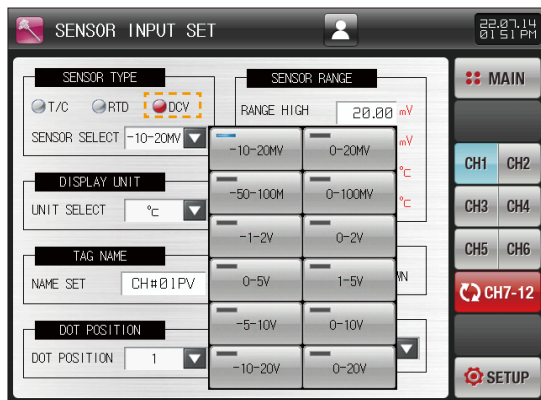 SENSOR INPUT SET
22.07.14
01 51 PM
SENSOR TYPE
T/C RTD DCV
SENSOR SELECT -10-20MV
DISPLAY UNIT
UNIT SELECT °C
TAG NAME
NAME SET CH#01PV
DOT POSITION
DOT POSITION 1
SENSOR RANGE
RANGE HIGH 20.00 mV
mV
°C
°C
-10-20MV 0-20MV
-50-100M 0-100MV
-1-2V 0-2V
0-5V 1-5V
-5-10V 0-10V
-10-20V 0-20V
MAIN
CH1 CH2
CH3 CH4
CH5 CH6
CH7-12
SETUP